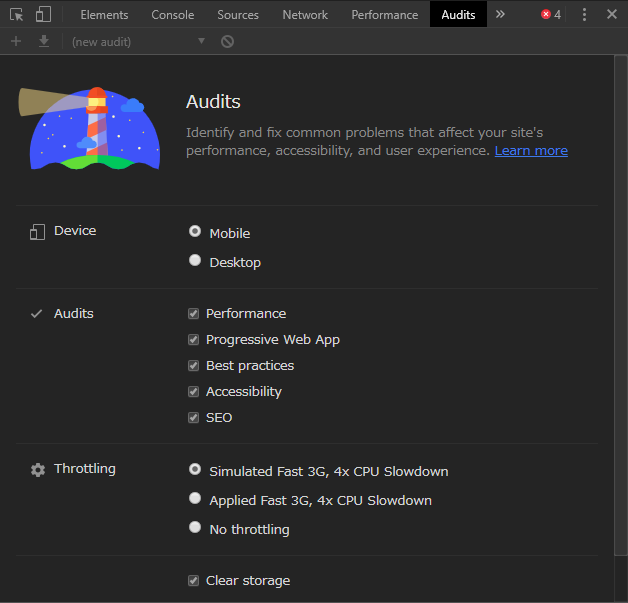 Elements Console Sources Network Performance Audits » 4
(new audit)
Audits
Identify and fix common problems that affect your site's
performance, accessibility, and user experience. Learn more
Device
Mobile
Desktop
Audits
Performance
Progressive Web App
Best practices
Accessibility
SEO
Throttling
Simulated Fast 3G, 4x CPU Slowdown
Applied Fast 3G, 4x CPU Slowdown
No throttling
Clear storage